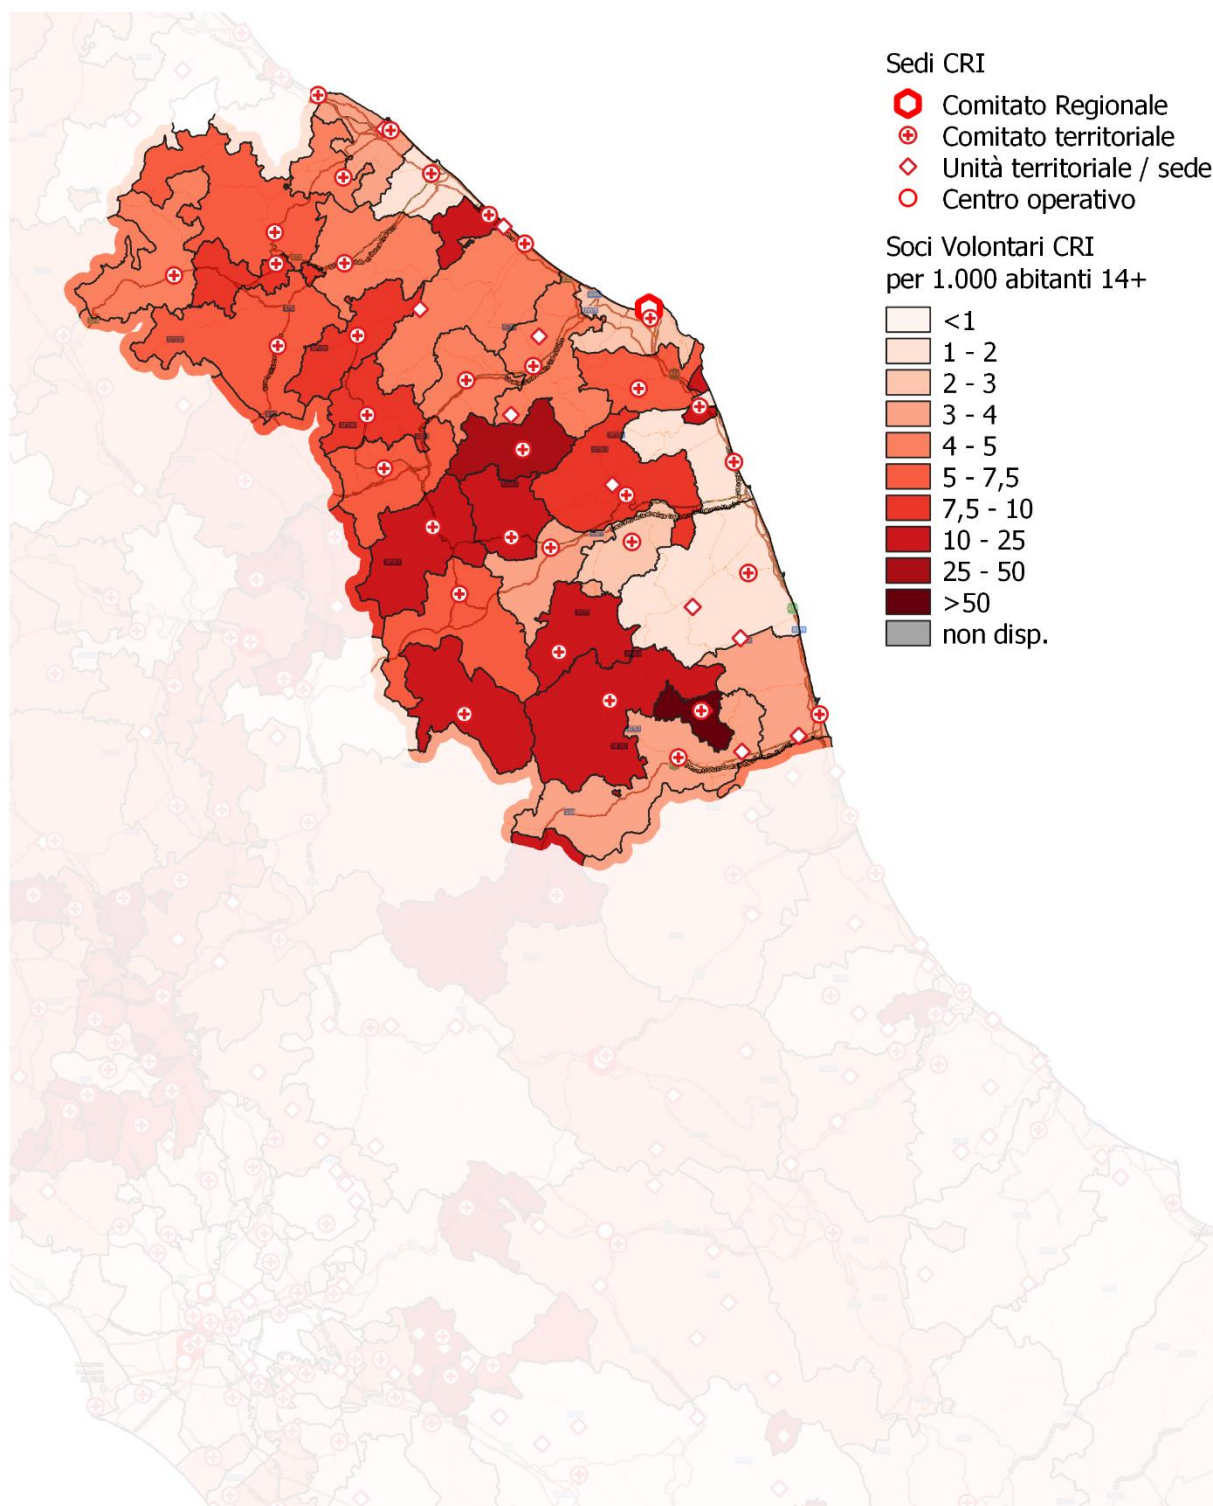 Sedi CRI
Comitato Regionale
Comitato territoriale
Unità territoriale / sede
Centro operativo
Soci Volontari CRI
per 1.000 abitanti 14+
<1
1 - 2
2 - 3
3 - 4
4 - 5
5 - 7,5
7,5 - 10
10 - 25
25 - 50
>50
non disp.